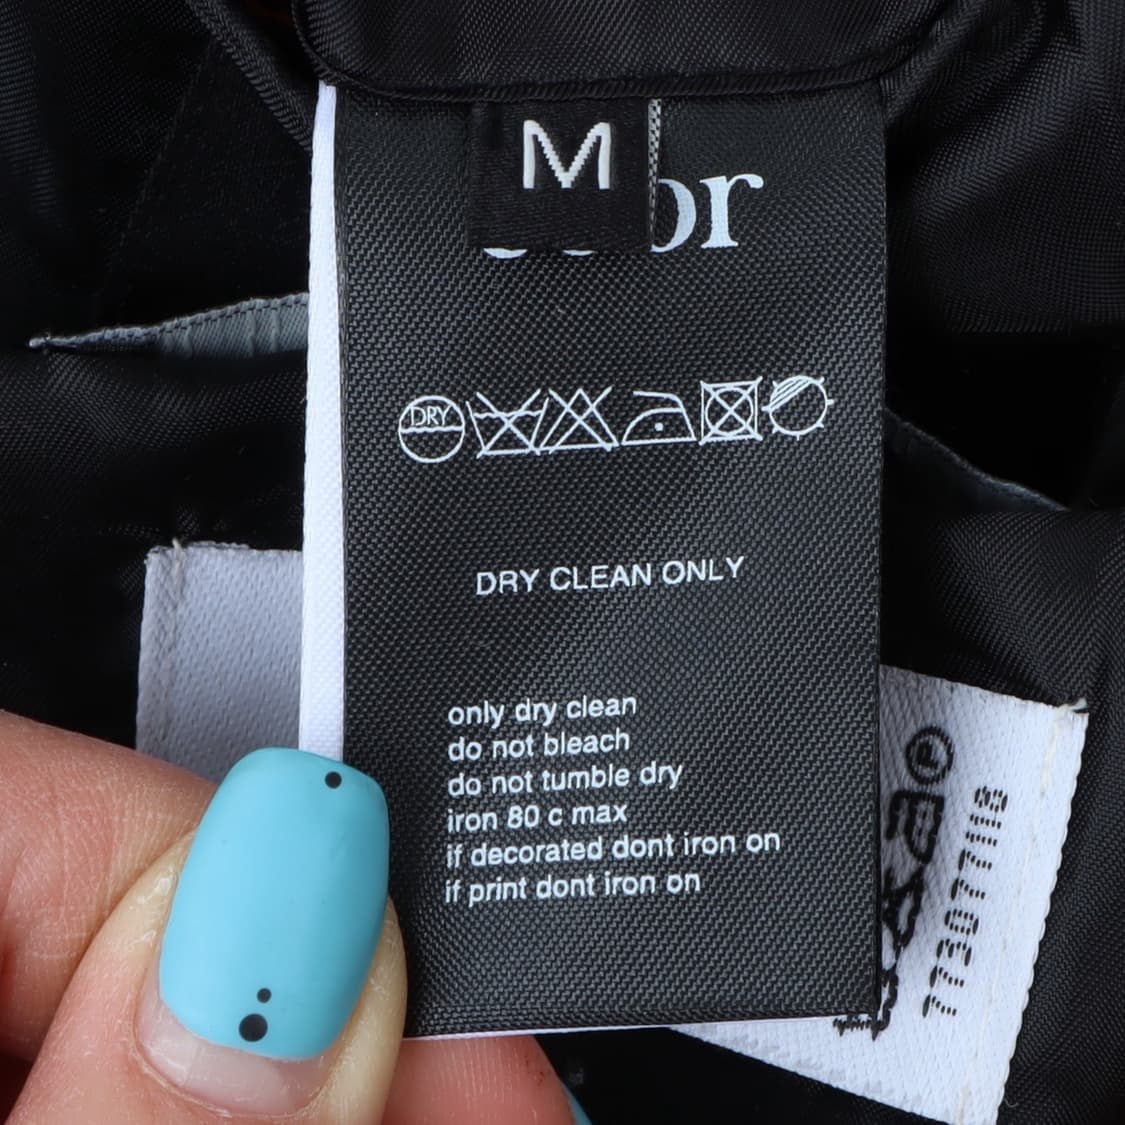 M
or
DRY
DRY CLEAN ONLY
only dry clean
do not bleach
do not tumble dry
iron 80 c max
if decorated dont iron on
if print dont iron on